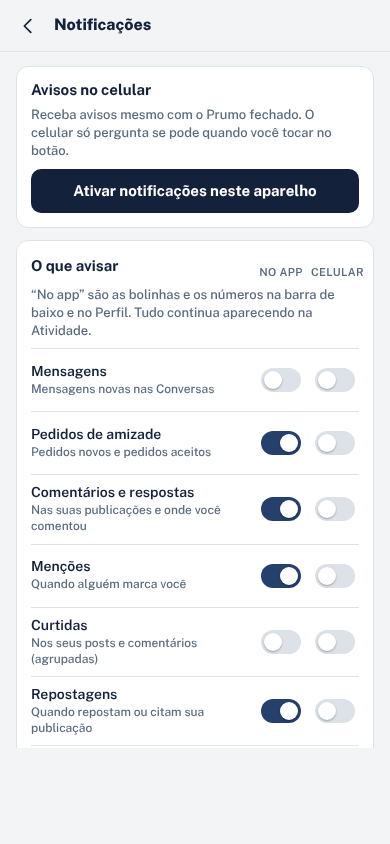 Notificações
Avisos no celular
Receba avisos mesmo com o Prumo fechado. O
celular só pergunta se pode quando você tocar no
botão.
Ativar notificações neste aparelho
O que avisar
NO APP CELULAR
“No app” são as bolinhas e os números na barra de
baixo e no Perfil. Tudo continua aparecendo na
Atividade.
Mensagens
Mensagens novas nas Conversas
Pedidos de amizade
Pedidos novos e pedidos aceitos
Comentários e respostas
Nas suas publicações e onde você
comentou
Menções
Quando alguém marca você
Curtidas
Nos seus posts e comentários
(agrupadas)
Repostagens
Quando repostam ou citam sua
publicação